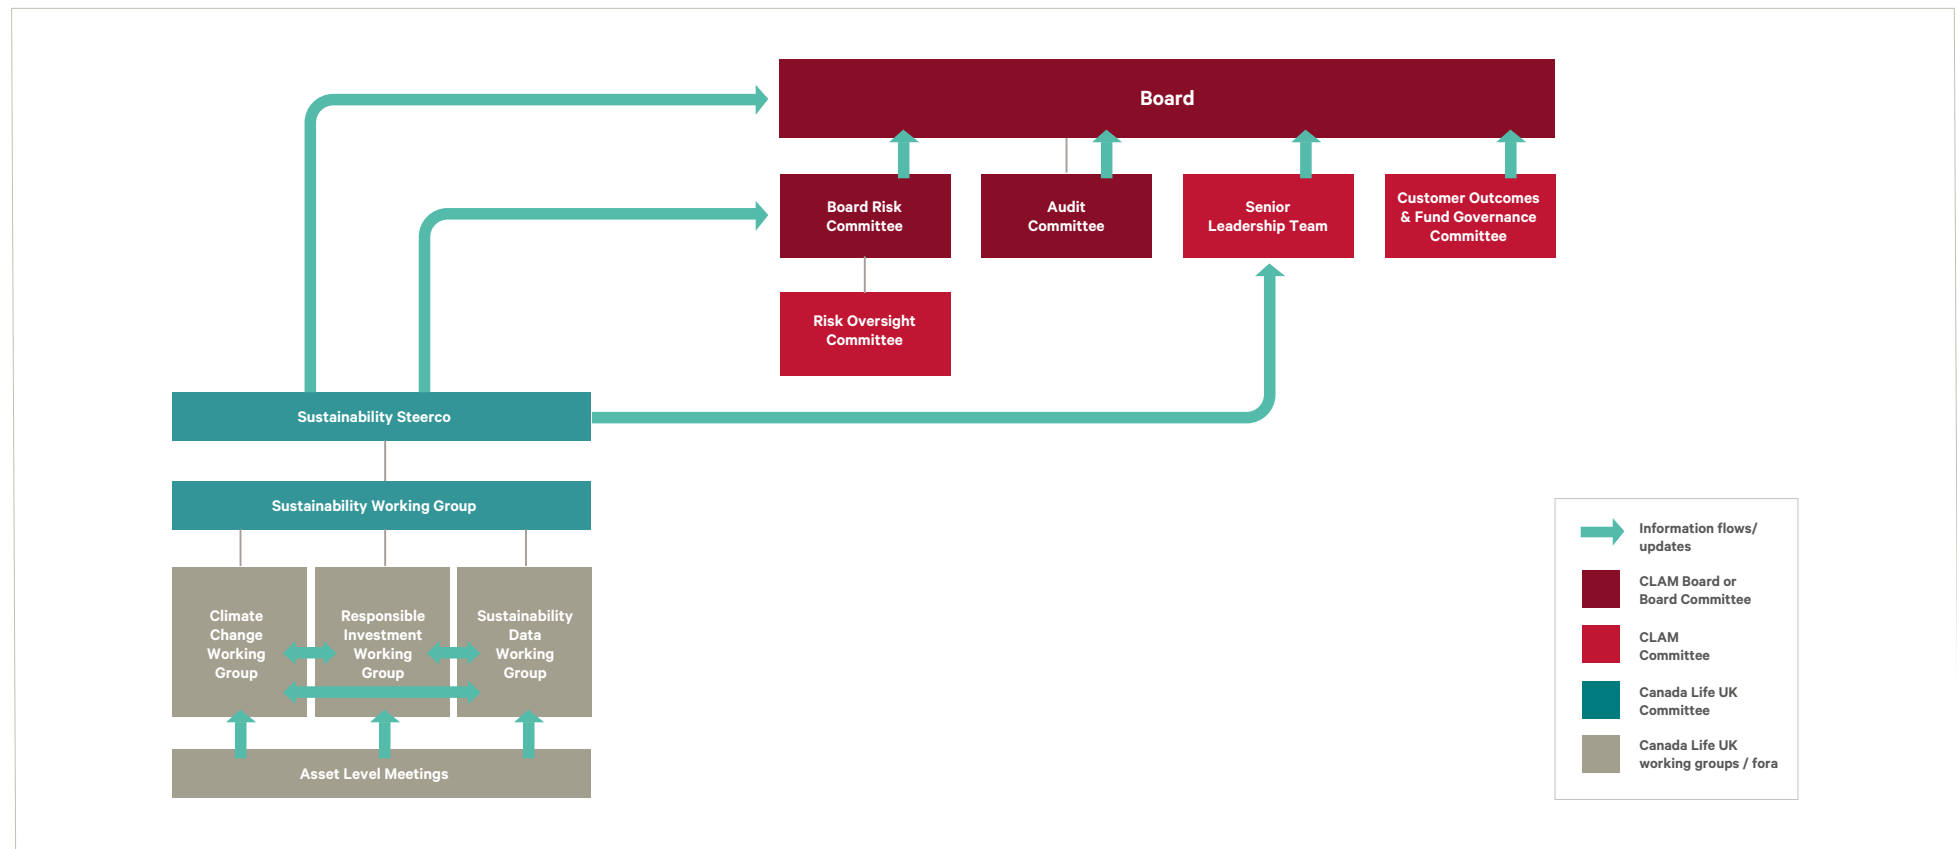 Board
Board Risk
Committee
Audit
Committee
Senior
Leadership Team
Customer Outcomes
& Fund Governance
Committee
Risk Oversight
Committee
Sustainability Steerco
Sustainability Working Group
Climate
Change
Working
Group
Responsible
Investment
Working
Group
Sustainability
Data
Working
Group
Asset Level Meetings
Information flows/
updates
CLAM Board or
Board Committee
CLAM
Committee
Canada Life UK
Committee
Canada Life UK
working groups / fora